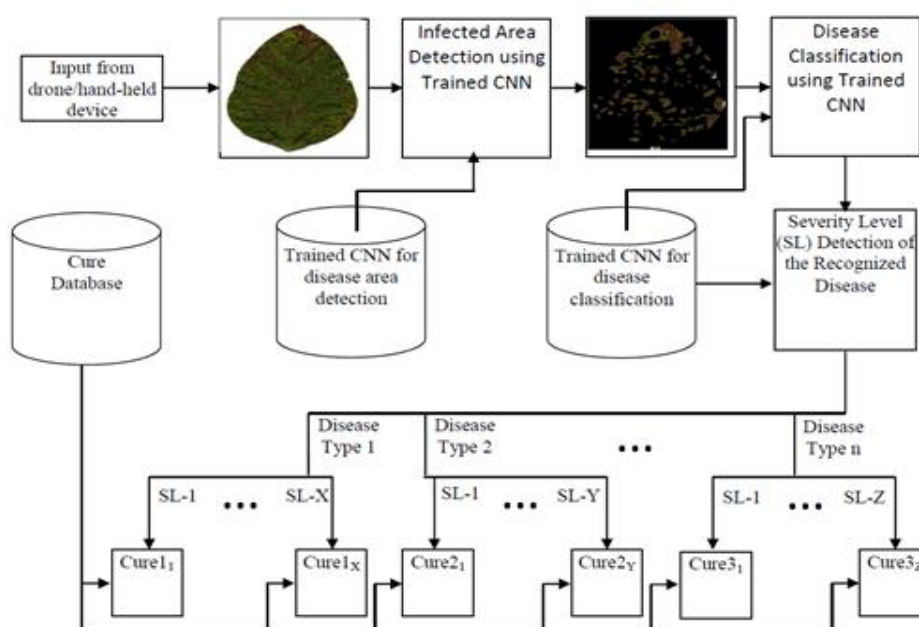 Input from
drone/hand-held
device
Infected Area
Detection using
Trained CNN
Disease
Classification
using Trained
CNN
Cure
Database
Trained CNN for
disease area
detection
Trained CNN for
disease
classification
Severity Level
(SL) Detection of
the Recognized
Disease
Disease
Type 1
Disease
Type 2
•••
Disease
Type n
SL-1
•••
SL-X
SL-1
•••
SL-Y
SL-1
•••
SL-Z
Cure1₁
Cure1X
Cure2₁
Cure2Y
Cure3₁
Cure3Z